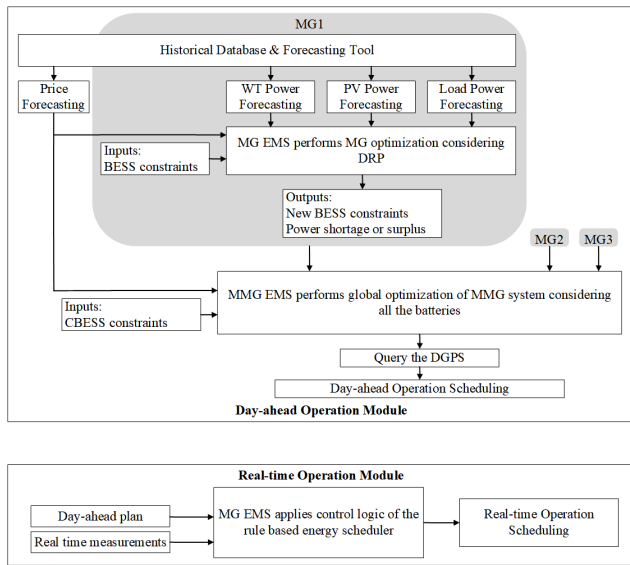 MG1
Historical Database & Forecasting Tool
Price
Forecasting
WT Power
Forecasting
PV Power
Forecasting
Load Power
Forecasting
Inputs:
BESS constraints
MG EMS performs MG optimization considering
DRP
Outputs:
New BESS constraints
Power shortage or surplus
MG2
MG3
Inputs:
CBESS constraints
MMG EMS performs global optimization of MMG system considering
all the batteries
Query the DGPS
Day-ahead Operation Scheduling
Day-ahead Operation Module
Real-time Operation Module
Day-ahead plan
Real time measurements
MG EMS applies control logic of the
rule based energy scheduler
Real-time Operation
Scheduling